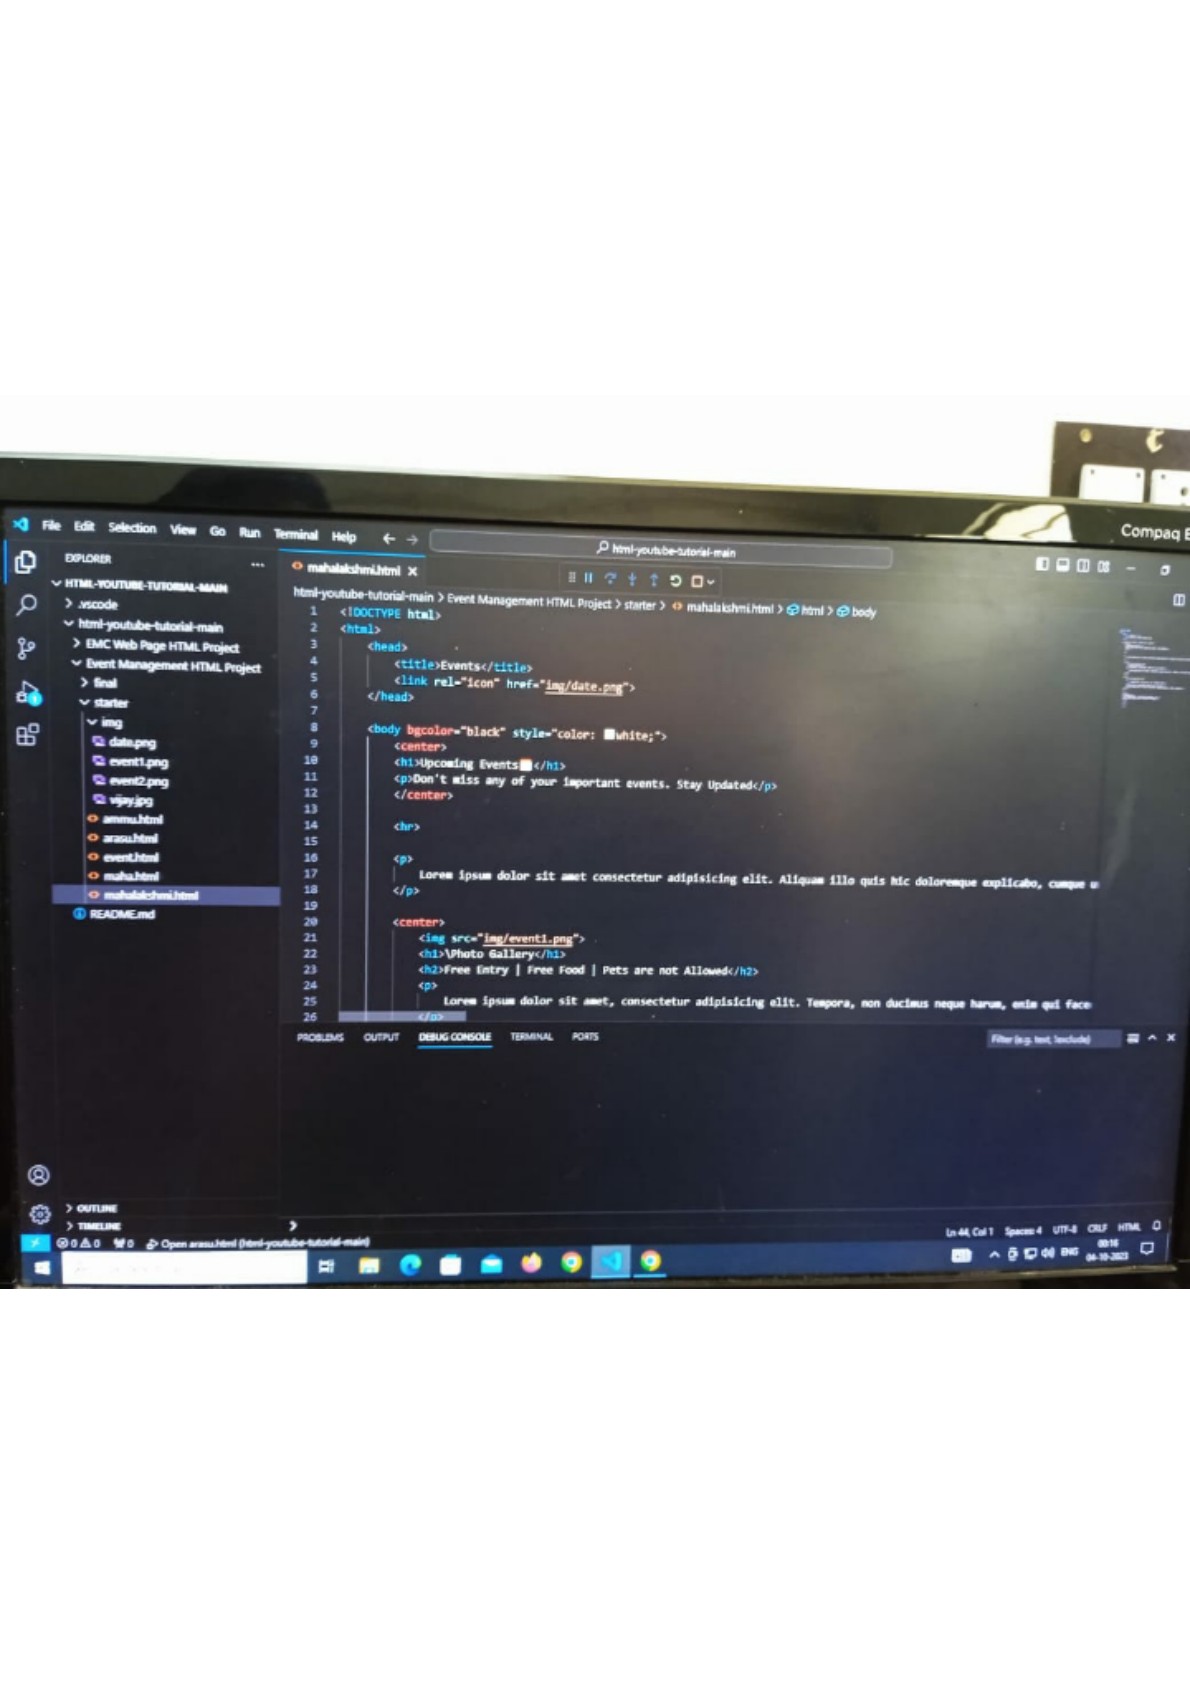 Compaq
File Edit Selection View Go Run Terminal Help
html-youtube-tutorial-main
EXPLORER
HTML-YOUTUBE-TUTORIAL-MAIN
.vscode
html-youtube-tutorial-main
EMC Web Page HTML Project
Event Management HTML Project
final
starter
img
date.png
event1.png
event2.png
vijay.jpg
ammu.html
arasu.html
event.html
maha.html
mahalakshmi.html
README.md
OUTLINE
TIMELINE
mahalakshmi.html
html-youtube-tutorial-main > Event Management HTML Project > starter > mahalakshmi.html > html > body
1 <!DOCTYPE html>
2 <html>
3 <head>
4 <title>Events</title>
5 <link rel="icon" href="img/date.png">
6 </head>
7
8 <body bgcolor="black" style="color: white;">
9 <center>
10 <h1>Upcoming Events</h1>
11 <p>Don't miss any of your important events. Stay Updated</p>
12 </center>
13
14 <hr>
15
16 <p>
17 Lorem ipsum dolor sit amet consectetur adipisicing elit. Aliquam illo quis hic doloremque explicabo, cumque
18 </p>
19
20 <center>
21 <img src="img/event1.png">
22 <h1>\Photo Gallery</h1>
23 <h2>Free Entry | Free Food | Pets are not Allowed</h2>
24 <p>
25 Lorem ipsum dolor sit amet, consectetur adipisicing elit. Tempora, non ducimus neque harum, enim qui face
26 </p>
PROBLEMS OUTPUT DEBUG CONSOLE TERMINAL PORTS
Filter (e.g. text, !exclude)
0 0 0 Open arasu.html (html-youtube-tutorial-main)
Ln 44, Col 1 Spaces: 4 UTF-8 CRLF HTML
ENG
00:16
04-10-2023